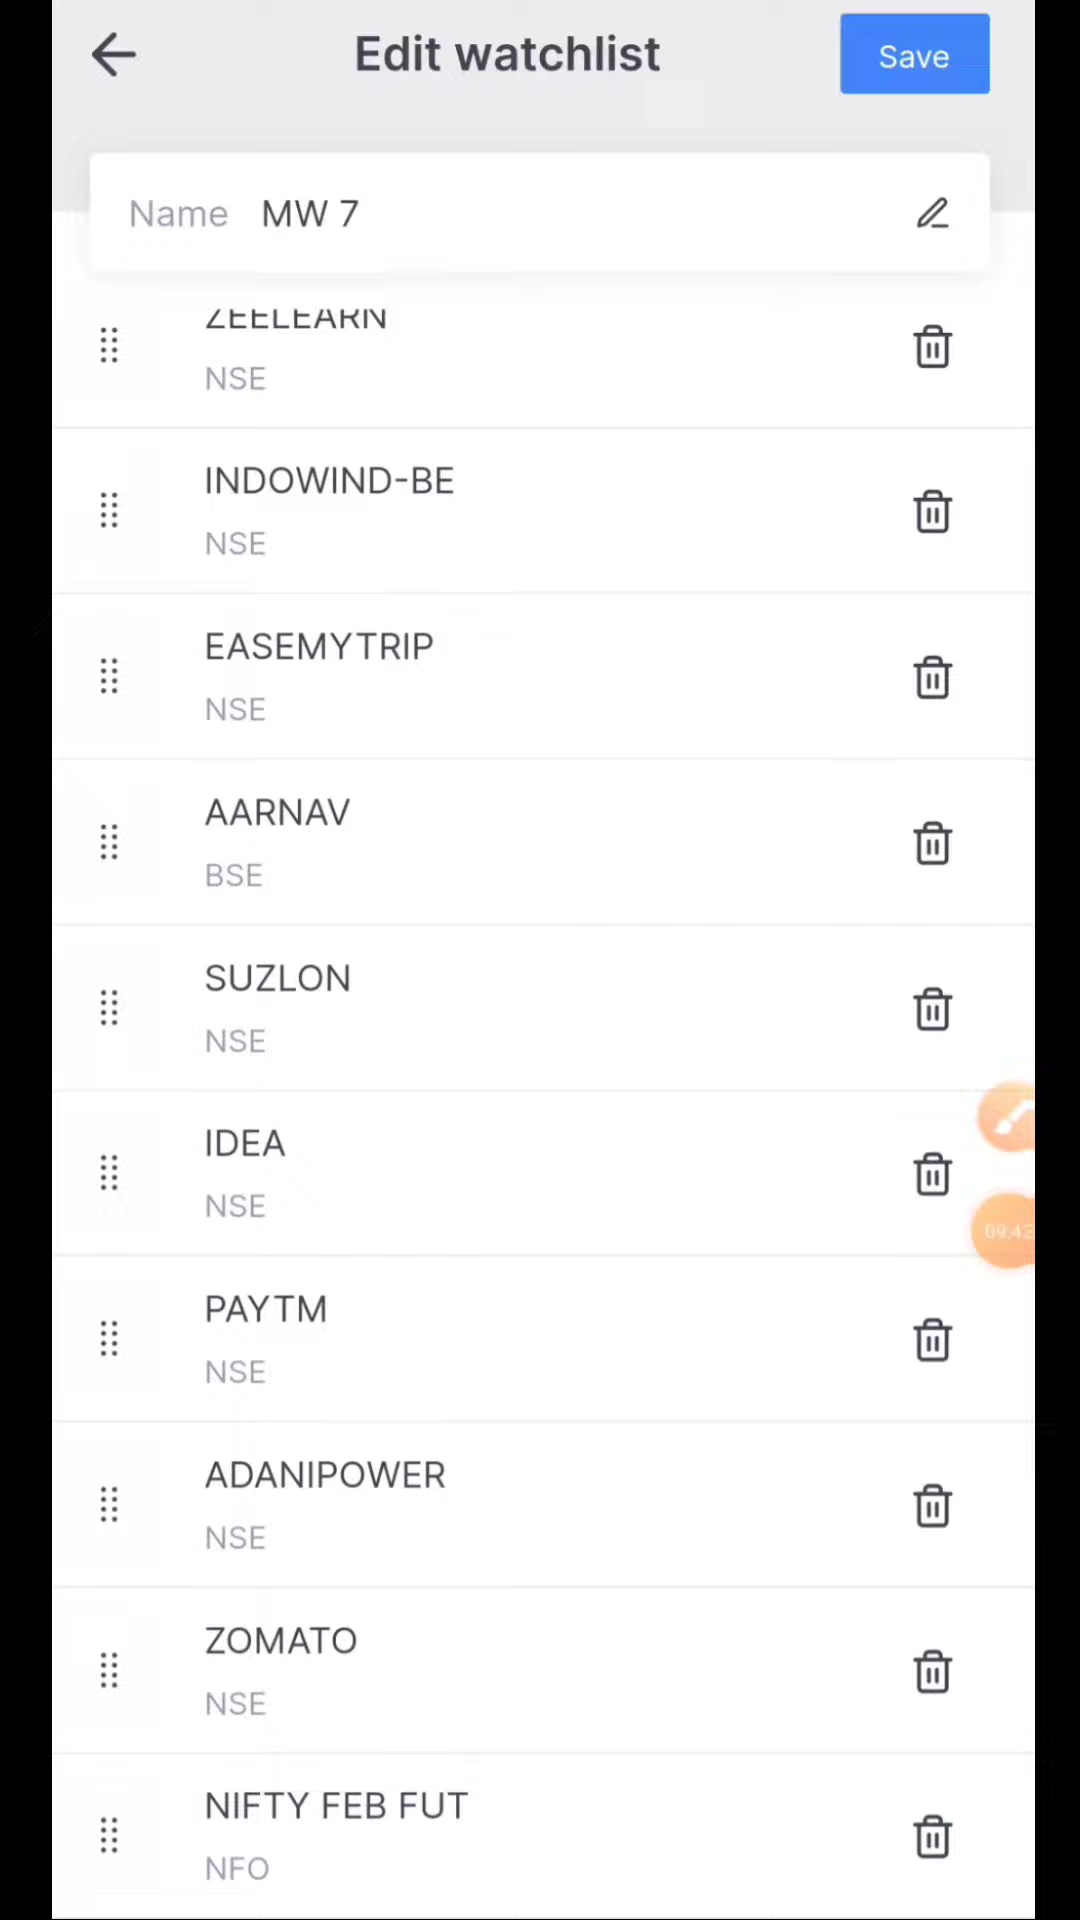 Edit watchlist
Save
Name MW 7
ZEELEARN
NSE
INDOWIND-BE
NSE
EASEMYTRIP
NSE
AARNAV
BSE
SUZLON
NSE
IDEA
NSE
PAYTM
NSE
ADANIPOWER
NSE
ZOMATO
NSE
NIFTY FEB FUT
NFO